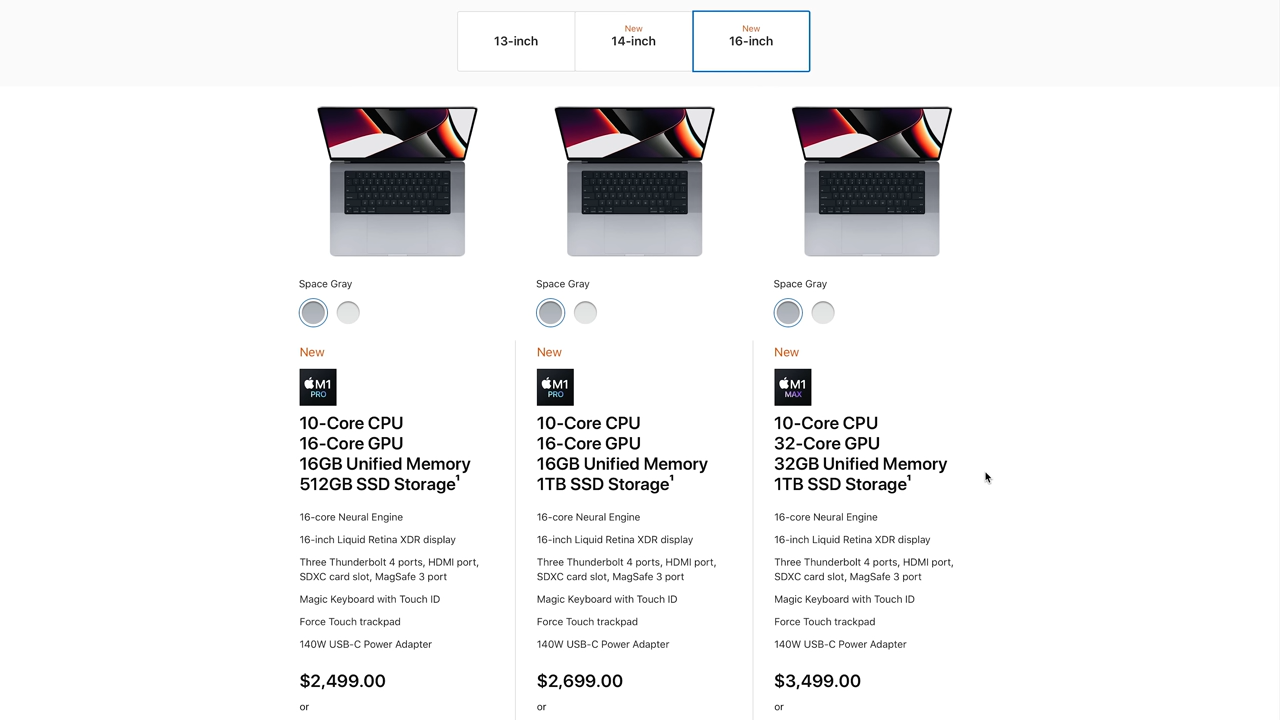 13-inch
New
14-inch
New
16-inch
Space Gray
New
M1
PRO
10-Core CPU
16-Core GPU
16GB Unified Memory
512GB SSD Storage¹
16-core Neural Engine
16-inch Liquid Retina XDR display
Three Thunderbolt 4 ports, HDMI port,
SDXC card slot, MagSafe 3 port
Magic Keyboard with Touch ID
Force Touch trackpad
140W USB-C Power Adapter
$2,499.00
or
Space Gray
New
M1
PRO
10-Core CPU
16-Core GPU
16GB Unified Memory
1TB SSD Storage¹
16-core Neural Engine
16-inch Liquid Retina XDR display
Three Thunderbolt 4 ports, HDMI port,
SDXC card slot, MagSafe 3 port
Magic Keyboard with Touch ID
Force Touch trackpad
140W USB-C Power Adapter
$2,699.00
or
Space Gray
New
M1
MAX
10-Core CPU
32-Core GPU
32GB Unified Memory
1TB SSD Storage¹
16-core Neural Engine
16-inch Liquid Retina XDR display
Three Thunderbolt 4 ports, HDMI port,
SDXC card slot, MagSafe 3 port
Magic Keyboard with Touch ID
Force Touch trackpad
140W USB-C Power Adapter
$3,499.00
or